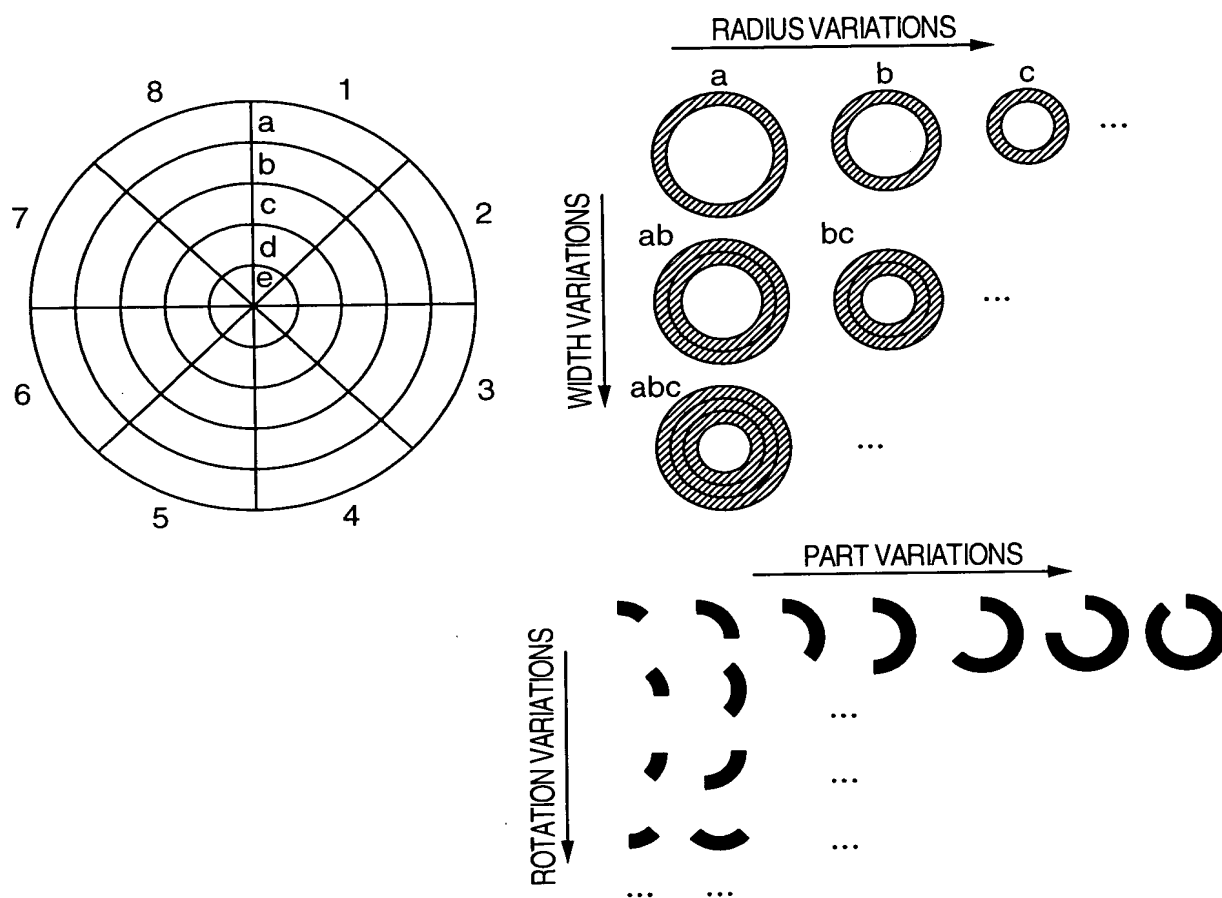 RADIUS VARIATIONS
a b c ...
8 1
a
b
7 c 2
d
e
6 3
5 4
WIDTH VARIATIONS
ab bc ...
abc ...
PART VARIATIONS
ROTATION VARIATIONS
...
...
...
... ...